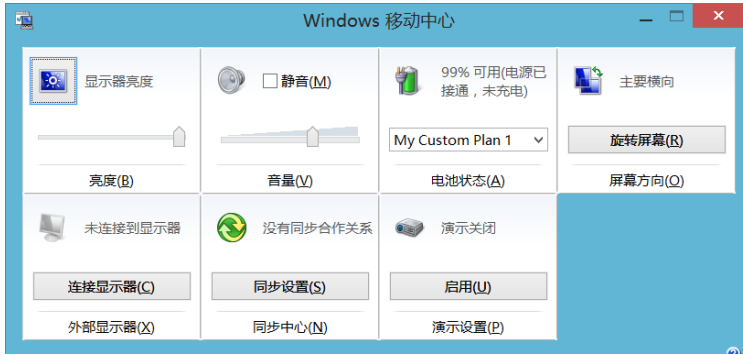 Windows 移动中心
显示器亮度
亮度(B)
静音(M)
音量(V)
99% 可用(电源已
接通，未充电)
My Custom Plan 1
电池状态(A)
主要横向
旋转屏幕(R)
屏幕方向(O)
未连接到显示器
连接显示器(C)
外部显示器(X)
没有同步合作关系
同步设置(S)
同步中心(N)
演示关闭
启用(U)
演示设置(P)